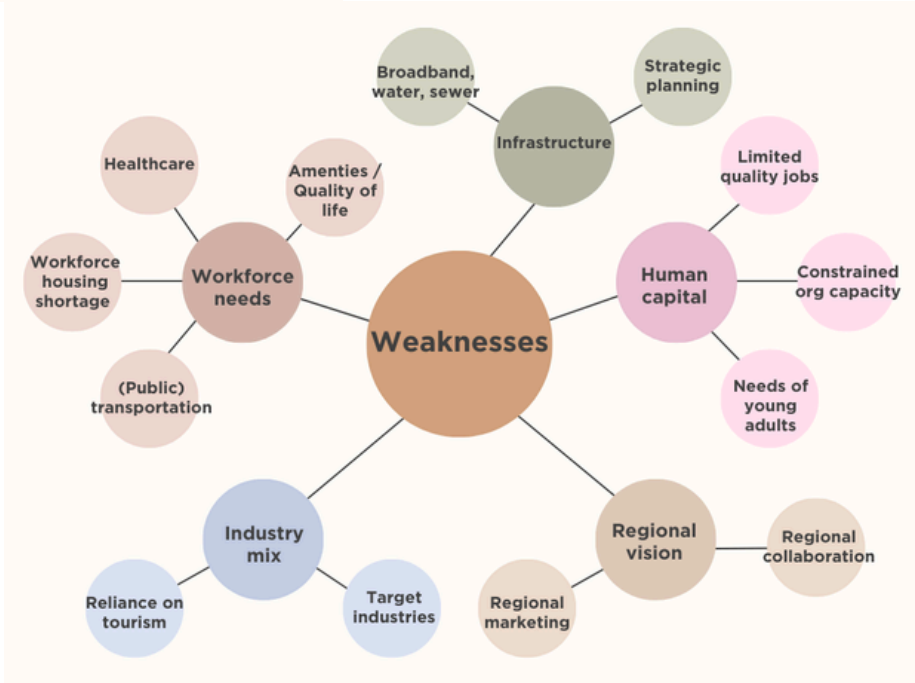 Broadband,
water, sewer
Strategic
planning
Infrastructure
Healthcare
Amenties /
Quality of
life
Workforce
housing
shortage
Workforce
needs
(Public)
transportation
Limited
quality jobs
Human
capital
Constrained
org capacity
Needs of
young
adults
Weaknesses
Industry
mix
Reliance on
tourism
Target
industries
Regional
vision
Regional
collaboration
Regional
marketing